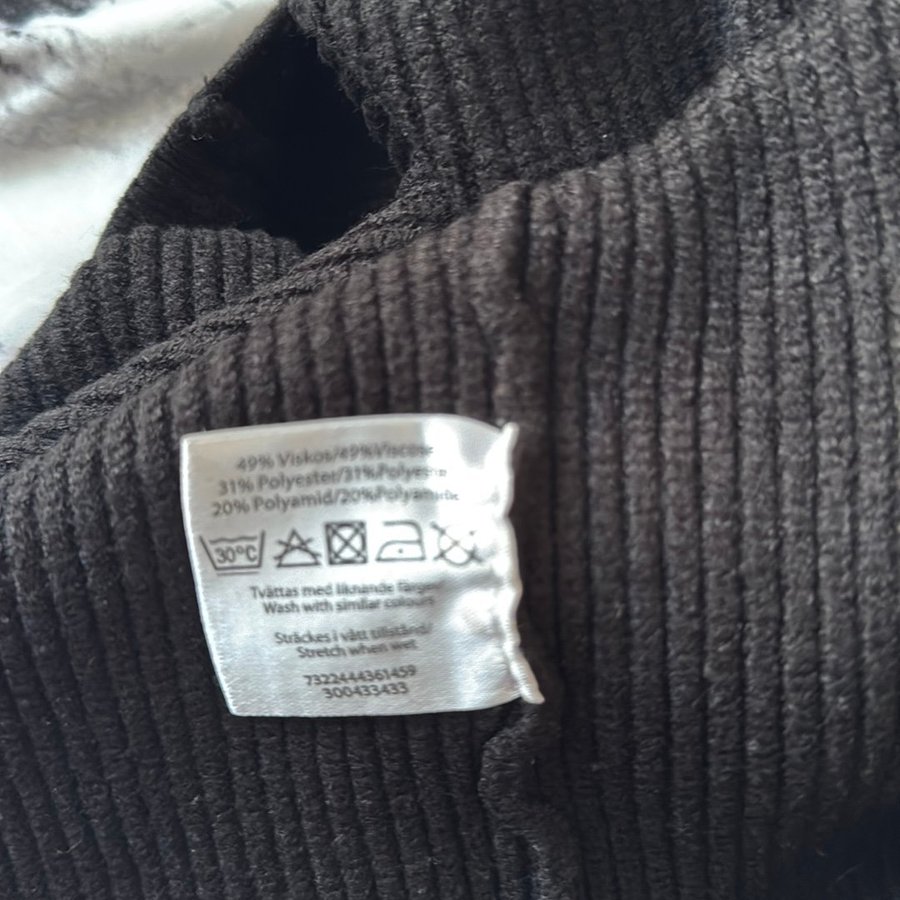 49% Viskos/49%Viscose
31% Polyester/31%Polyester
20% Polyamid/20%Polyamide
30°C
Tvättas med liknande färger
Wash with similar colours
Sträckes i vått tillstånd/
Stretch when wet
7322444361459
300433433